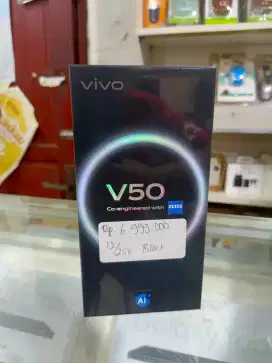 vivo
V50
Co-engineered with ZEISS
Rp 6 999 000
12/256 Black
AI